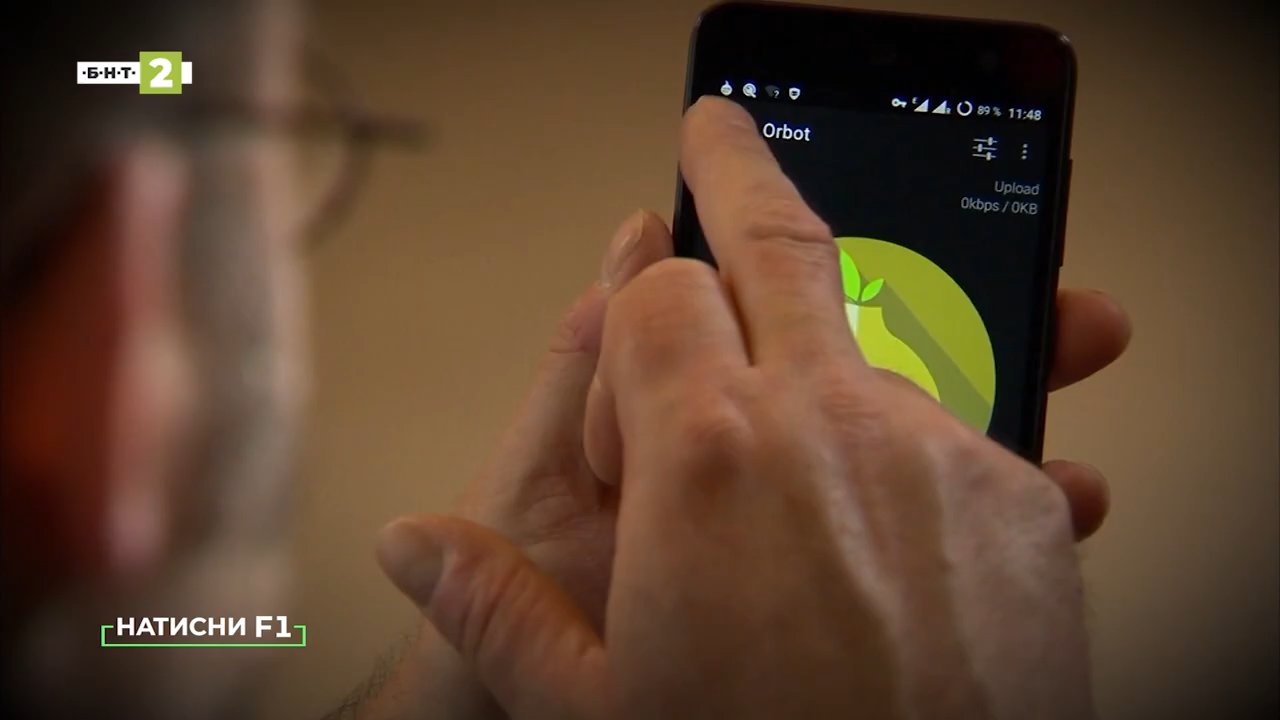 ·Б·Н·Т· 2
89 % 11:48
Orbot
Upload
0kbps / 0KB
НАТИСНИ F1